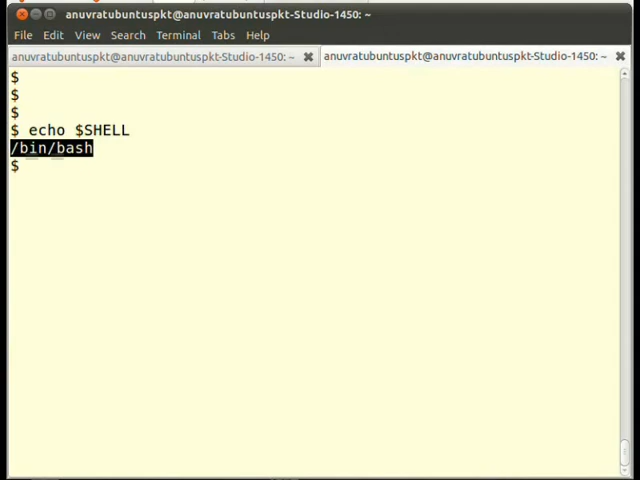 anuvratubuntuspkt@anuvratubuntuspkt-Studio-1450: ~
File Edit View Search Terminal Tabs Help
anuvratubuntuspkt@anuvratubuntuspkt-Studio-1450: ~ anuvratubuntuspkt@anuvratubuntuspkt-Studio-1450: ~
$
$
$
$ echo $SHELL
/bin/bash
$